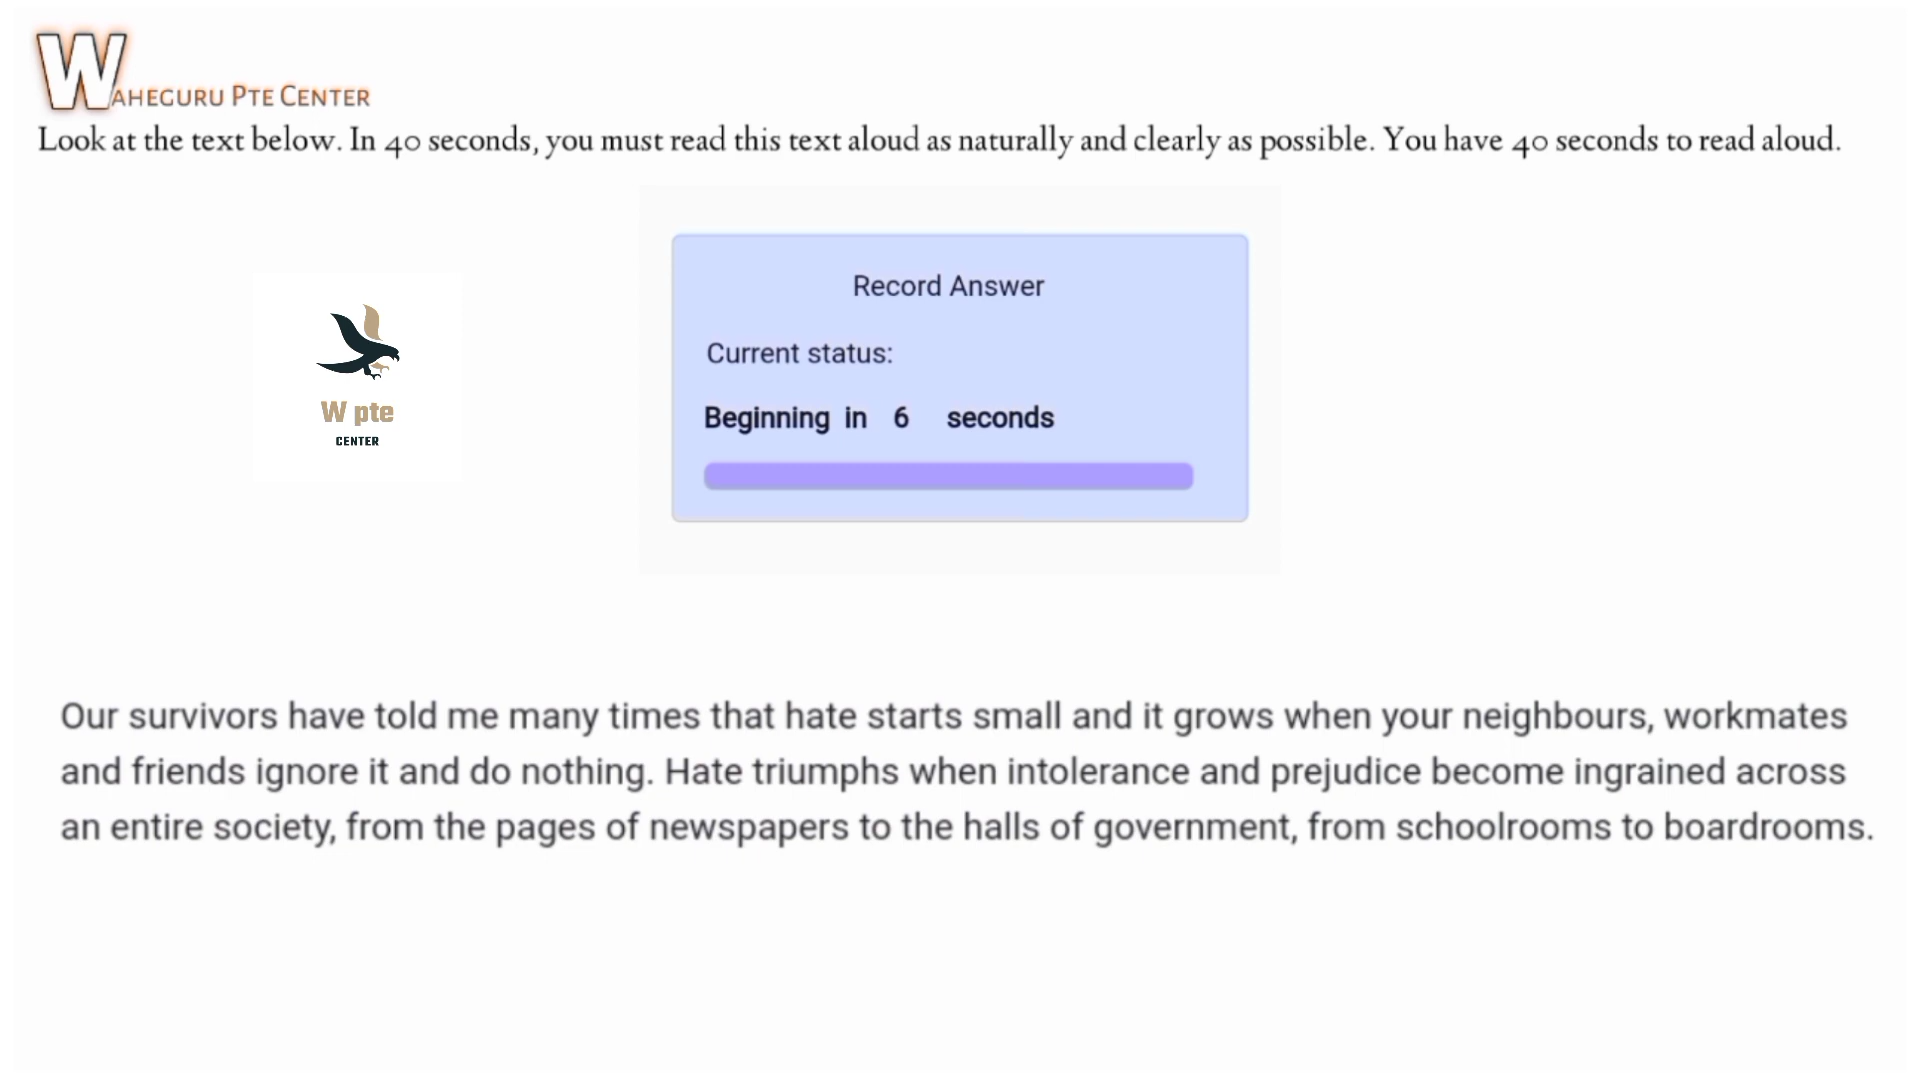 WAHEGURU PTE CENTER
Look at the text below. In 40 seconds, you must read this text aloud as naturally and clearly as possible. You have 40 seconds to read aloud.
Record Answer
Current status:
Beginning in 6 seconds
W pte
CENTER
Our survivors have told me many times that hate starts small and it grows when your neighbours, workmates
and friends ignore it and do nothing. Hate triumphs when intolerance and prejudice become ingrained across
an entire society, from the pages of newspapers to the halls of government, from schoolrooms to boardrooms.